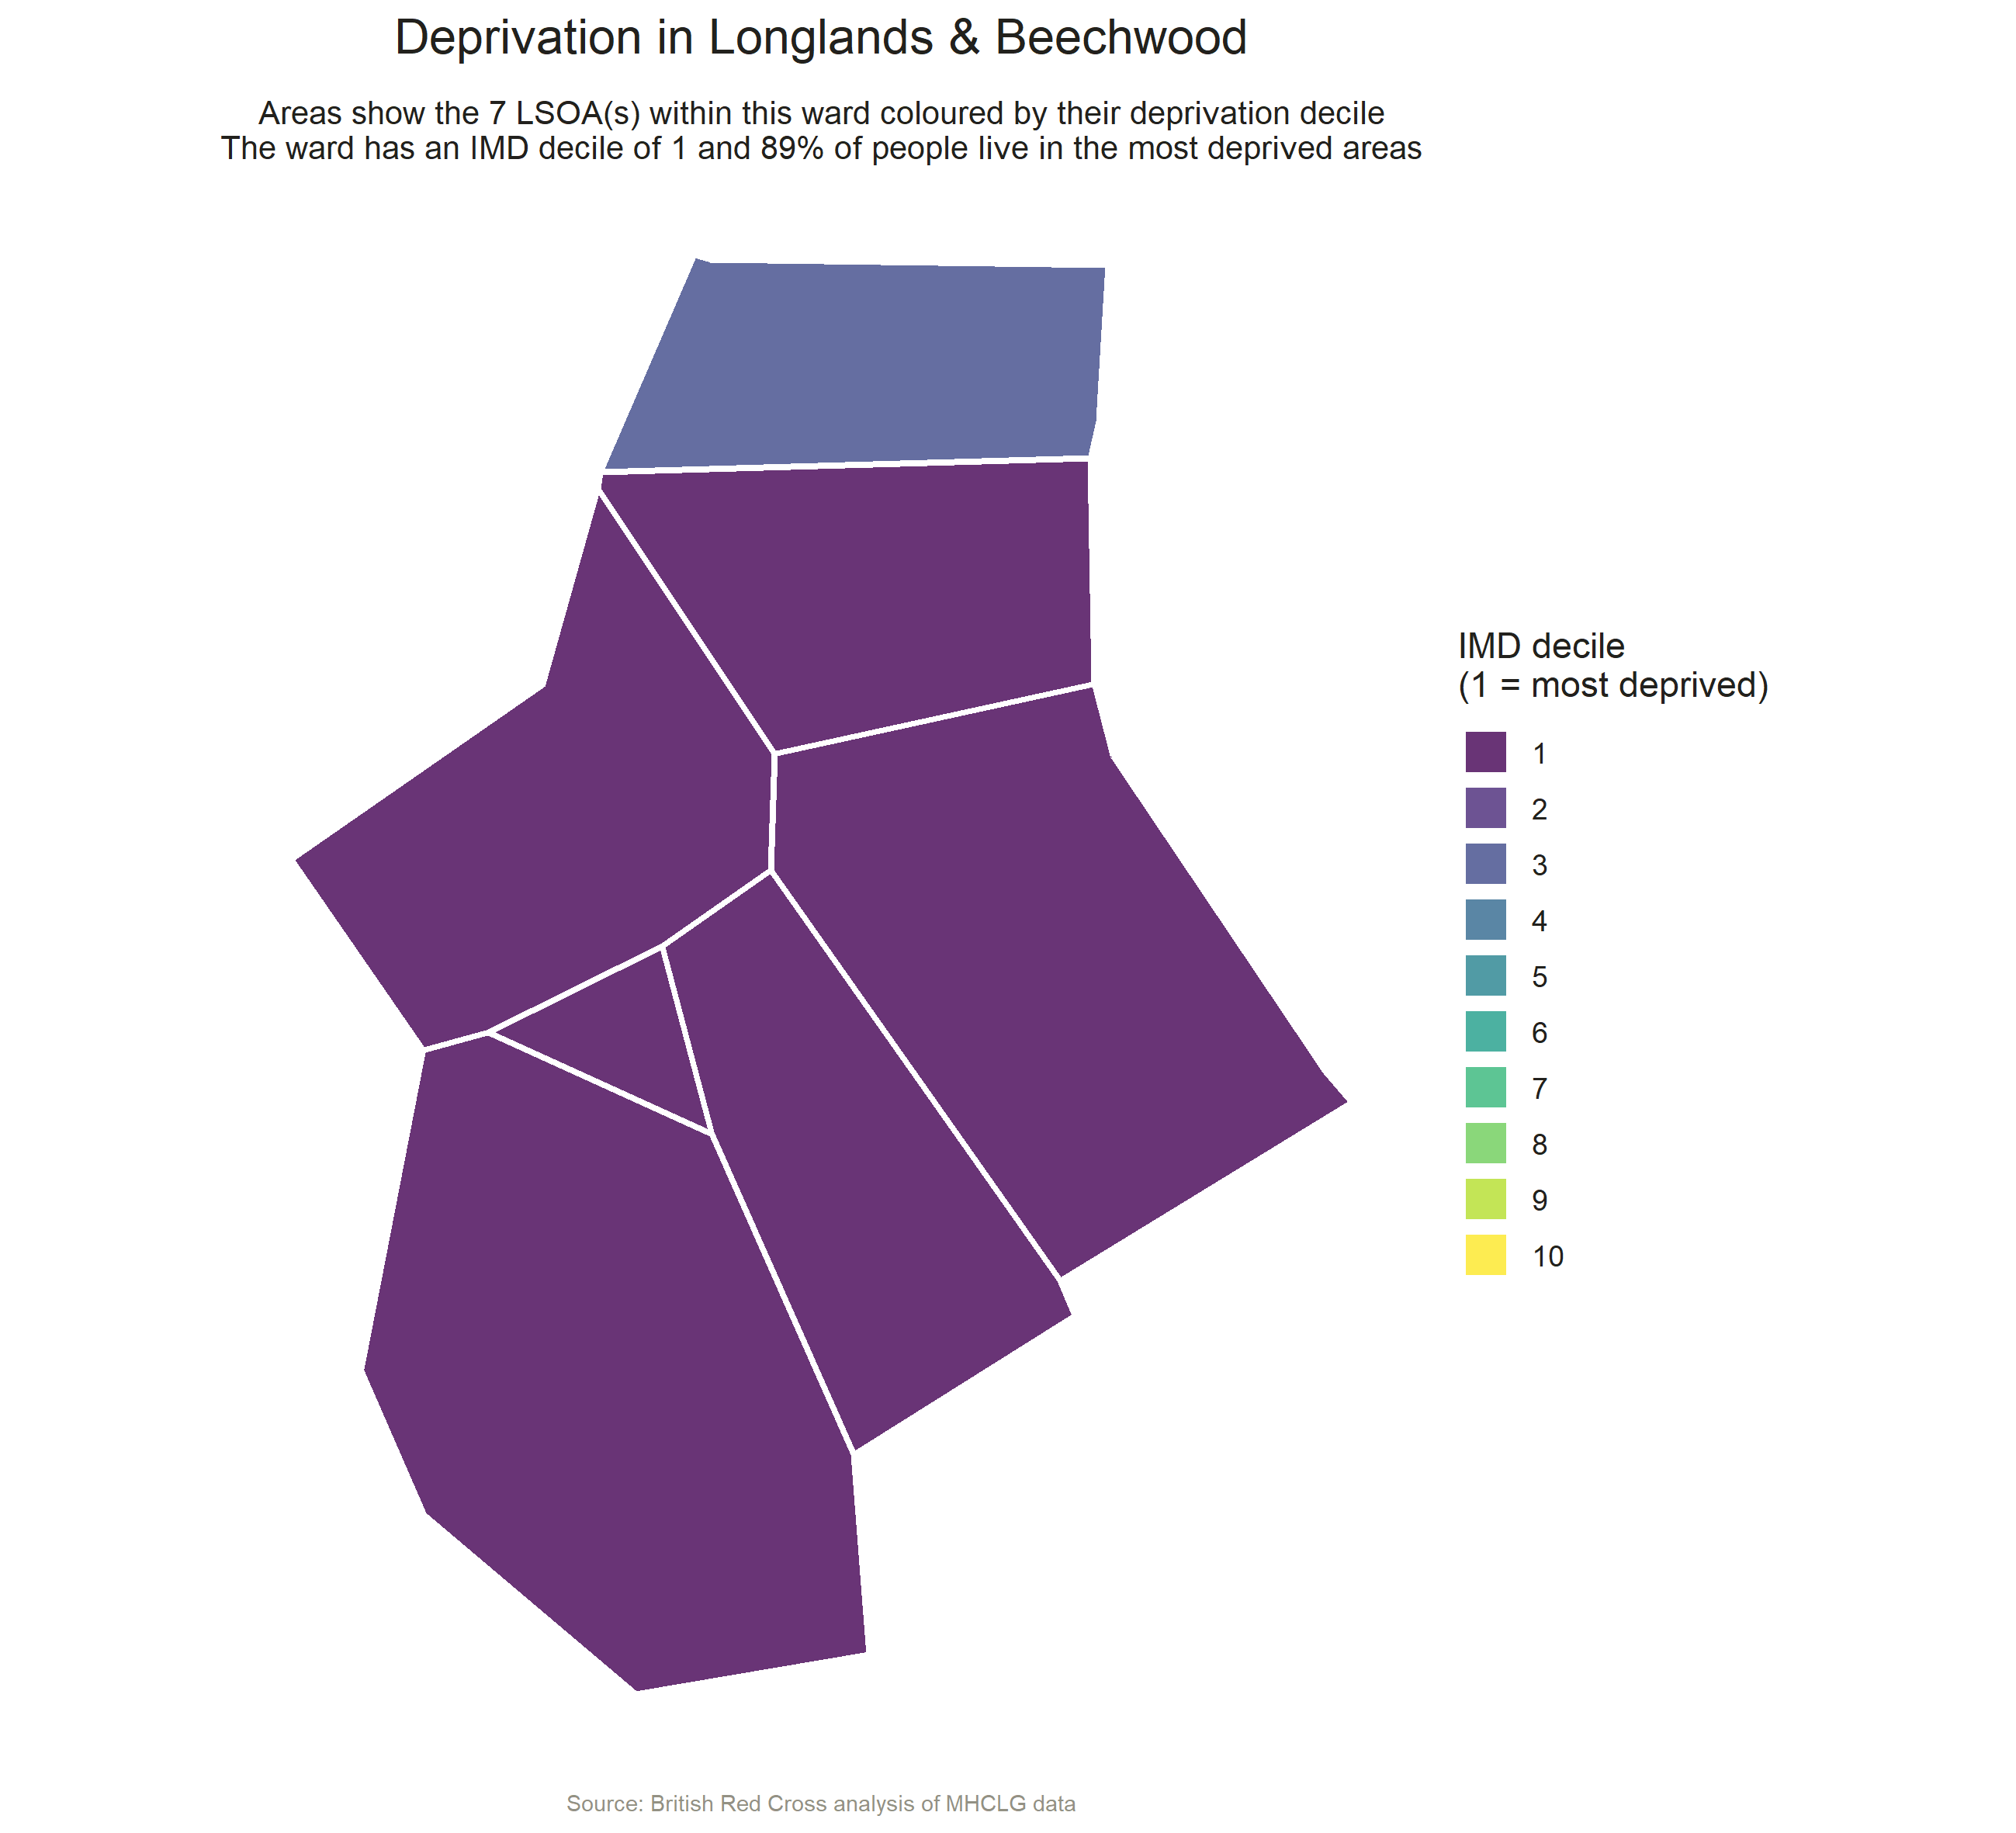 Deprivation in Longlands & Beechwood
Areas show the 7 LSOA(s) within this ward coloured by their deprivation decile
The ward has an IMD decile of 1 and 89% of people live in the most deprived areas
IMD decile
(1 = most deprived)
1
2
3
4
5
6
7
8
9
10
Source: British Red Cross analysis of MHCLG data